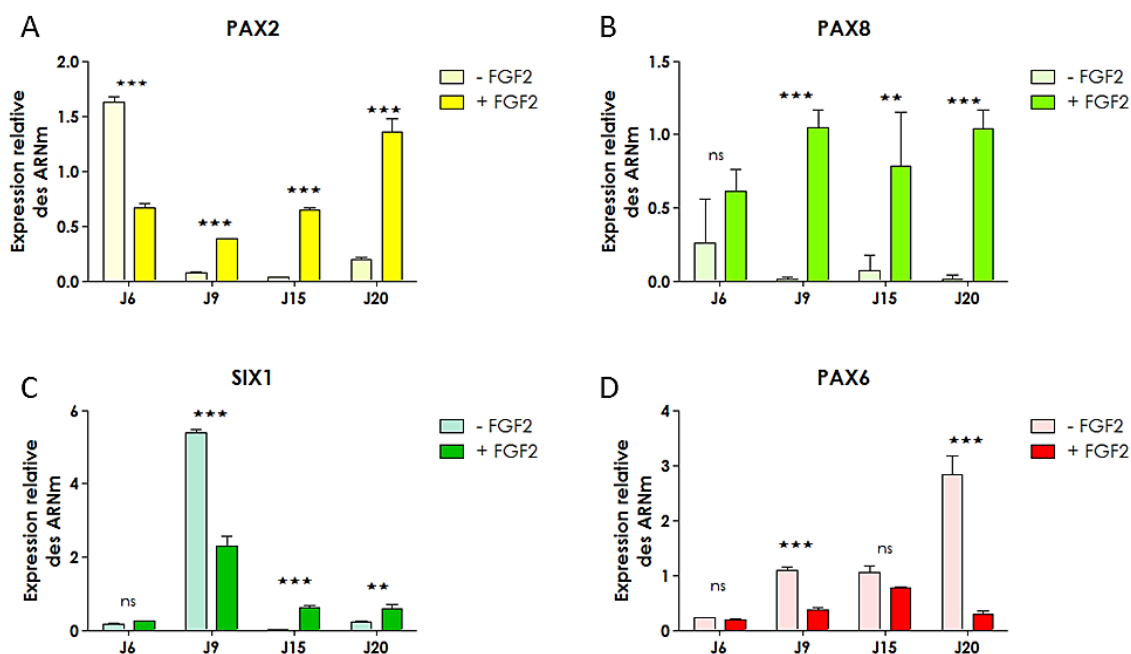 A
PAX2
Expression relative
des ARNm
2.0
1.5
1.0
0.5
0.0
★★★
★★★
★★★
★★★
J6
J9
J15
J20
- FGF2
+ FGF2
B
PAX8
Expression relative
des ARNm
1.5
1.0
0.5
0.0
ns
★★★
★★
★★★
J6
J9
J15
J20
- FGF2
+ FGF2
C
SIX1
Expression relative
des ARNm
6
4
2
0
ns
★★★
★★★
★★
J6
J9
J15
J20
- FGF2
+ FGF2
D
PAX6
Expression relative
des ARNm
4
3
2
1
0
ns
★★★
ns
★★★
J6
J9
J15
J20
- FGF2
+ FGF2